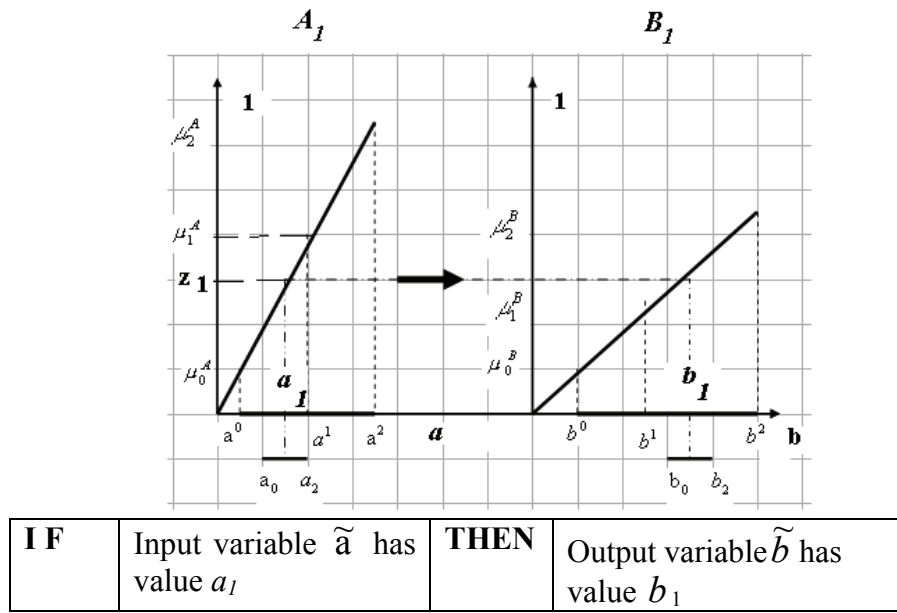 A₁ B₁
1 1
μ₂ᴬ
μ₁ᴬ μ₂ᴮ
z 1
μ₁ᴮ
μ₀ᴬ a₁ μ₀ᴮ b₁
a⁰ a¹ a² a b⁰ b¹ b² b
a₀ a₂ b₀ b₂
I F Input variable ã has value a₁ THEN Output variable b̃ has value b₁